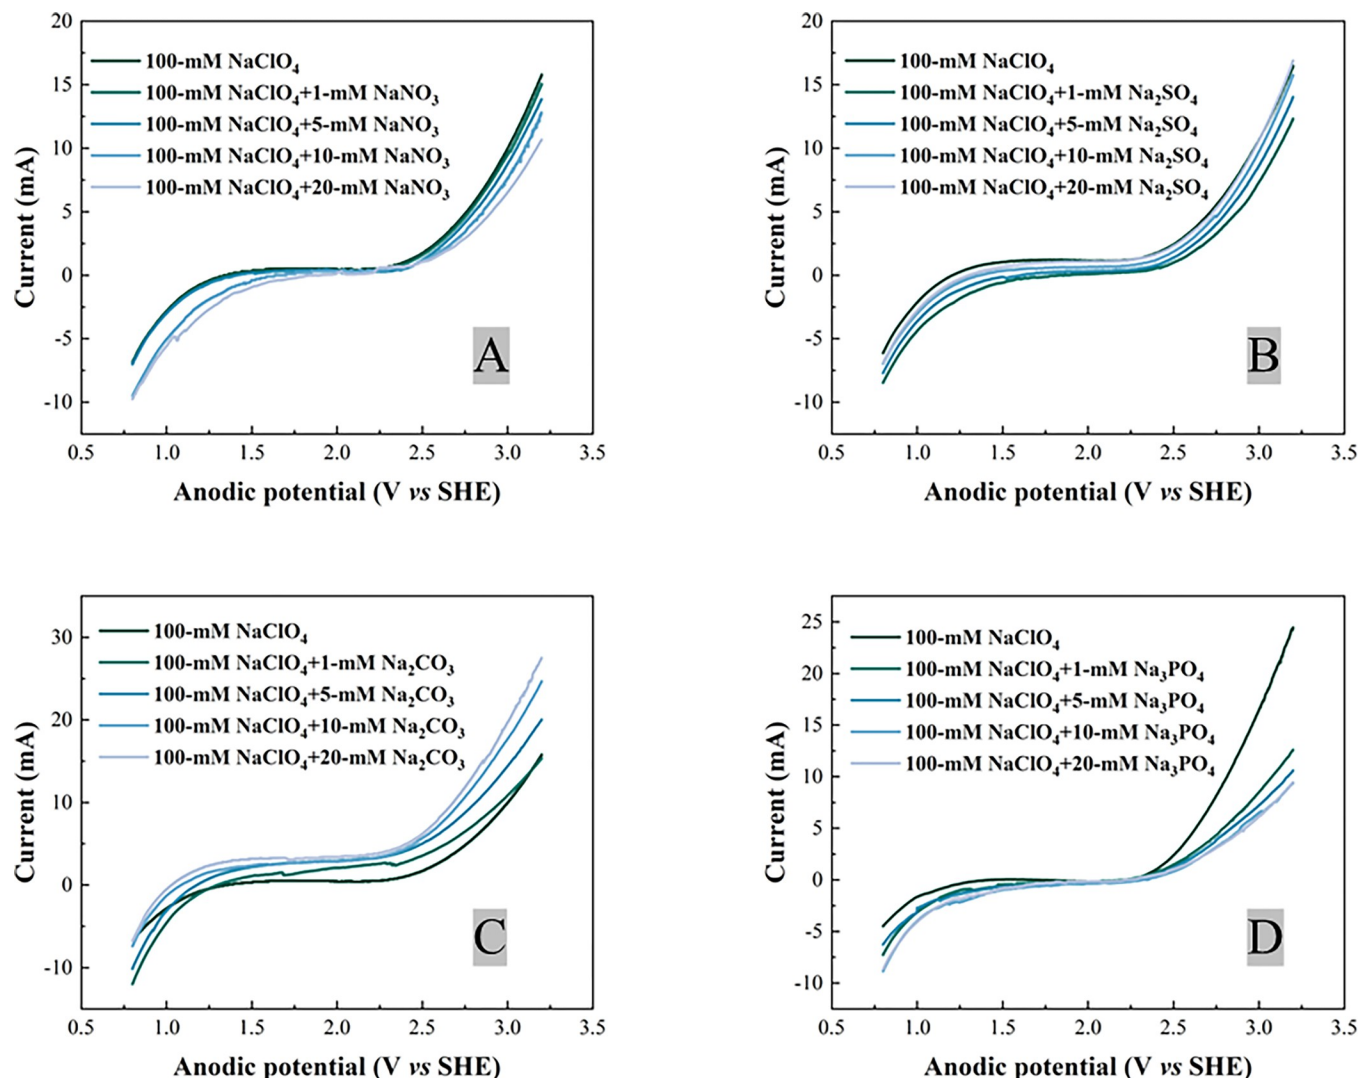 20
15
10
5
0
-5
-10
Current (mA)
100-mM NaClO₄
100-mM NaClO₄+1-mM NaNO₃
100-mM NaClO₄+5-mM NaNO₃
100-mM NaClO₄+10-mM NaNO₃
100-mM NaClO₄+20-mM NaNO₃
A
0.5 1.0 1.5 2.0 2.5 3.0 3.5
Anodic potential (V vs SHE)
20
15
10
5
0
-5
-10
Current (mA)
100-mM NaClO₄
100-mM NaClO₄+1-mM Na₂SO₄
100-mM NaClO₄+5-mM Na₂SO₄
100-mM NaClO₄+10-mM Na₂SO₄
100-mM NaClO₄+20-mM Na₂SO₄
B
0.5 1.0 1.5 2.0 2.5 3.0 3.5
Anodic potential (V vs SHE)
30
20
10
0
-10
Current (mA)
100-mM NaClO₄
100-mM NaClO₄+1-mM Na₂CO₃
100-mM NaClO₄+5-mM Na₂CO₃
100-mM NaClO₄+10-mM Na₂CO₃
100-mM NaClO₄+20-mM Na₂CO₃
C
0.5 1.0 1.5 2.0 2.5 3.0 3.5
Anodic potential (V vs SHE)
25
20
15
10
5
0
-5
-10
Current (mA)
100-mM NaClO₄
100-mM NaClO₄+1-mM Na₃PO₄
100-mM NaClO₄+5-mM Na₃PO₄
100-mM NaClO₄+10-mM Na₃PO₄
100-mM NaClO₄+20-mM Na₃PO₄
D
0.5 1.0 1.5 2.0 2.5 3.0 3.5
Anodic potential (V vs SHE)